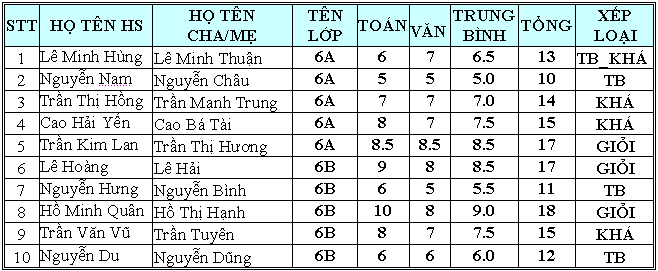 STT HỌ TÊN HS HỌ TÊN CHA/MẸ TÊN LỚP TOÁN VĂN TRUNG BÌNH TỔNG XẾP LOẠI
1 Lê Minh Hùng Lê Minh Thuận 6A 6 7 6.5 13 TB_KHÁ
2 Nguyễn Nam Nguyễn Châu 6A 5 5 5.0 10 TB
3 Trần Thị Hồng Trần Mạnh Trung 6A 7 7 7.0 14 KHÁ
4 Cao Hải Yến Cao Bá Tài 6A 8 7 7.5 15 KHÁ
5 Trần Kim Lan Trần Thị Hương 6A 8.5 8.5 8.5 17 GIỎI
6 Lê Hoàng Lê Hải 6B 9 8 8.5 17 GIỎI
7 Nguyễn Hưng Nguyễn Bình 6B 6 5 5.5 11 TB
8 Hồ Minh Quân Hồ Thị Hạnh 6B 10 8 9.0 18 GIỎI
9 Trần Văn Vũ Trần Tuyên 6B 8 7 7.5 15 KHÁ
10 Nguyễn Du Nguyễn Dũng 6B 6 6 6.0 12 TB